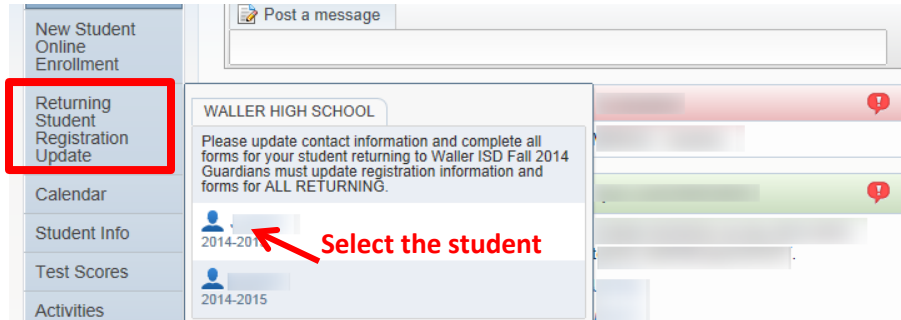 Post a message
New Student
Online
Enrollment
Returning
Student
Registration
Update
Calendar
Student Info
Test Scores
Activities
WALLER HIGH SCHOOL
Please update contact information and complete all
forms for your student returning to Waller ISD Fall 2014
Guardians must update registration information and
forms for ALL RETURNING.
Select the student
2014-2015